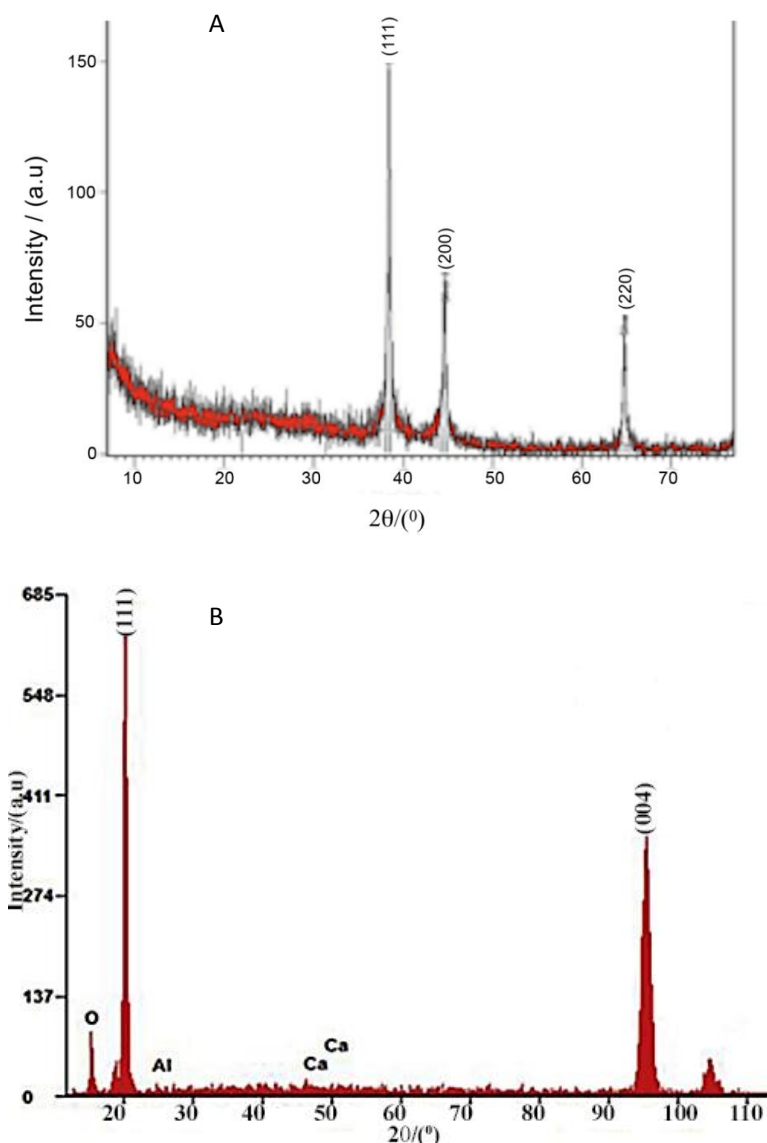 A
(111)
150
Intensity / (a.u)
100
(200)
(220)
50
0
10 20 30 40 50 60 70
2θ/(⁰)
685
(111)
B
548
411
Intensity/(a.u)
(004)
274
137
O
Ca
Al
Ca
0
20 30 40 50 60 70 80 90 100 110
2θ/(⁰)